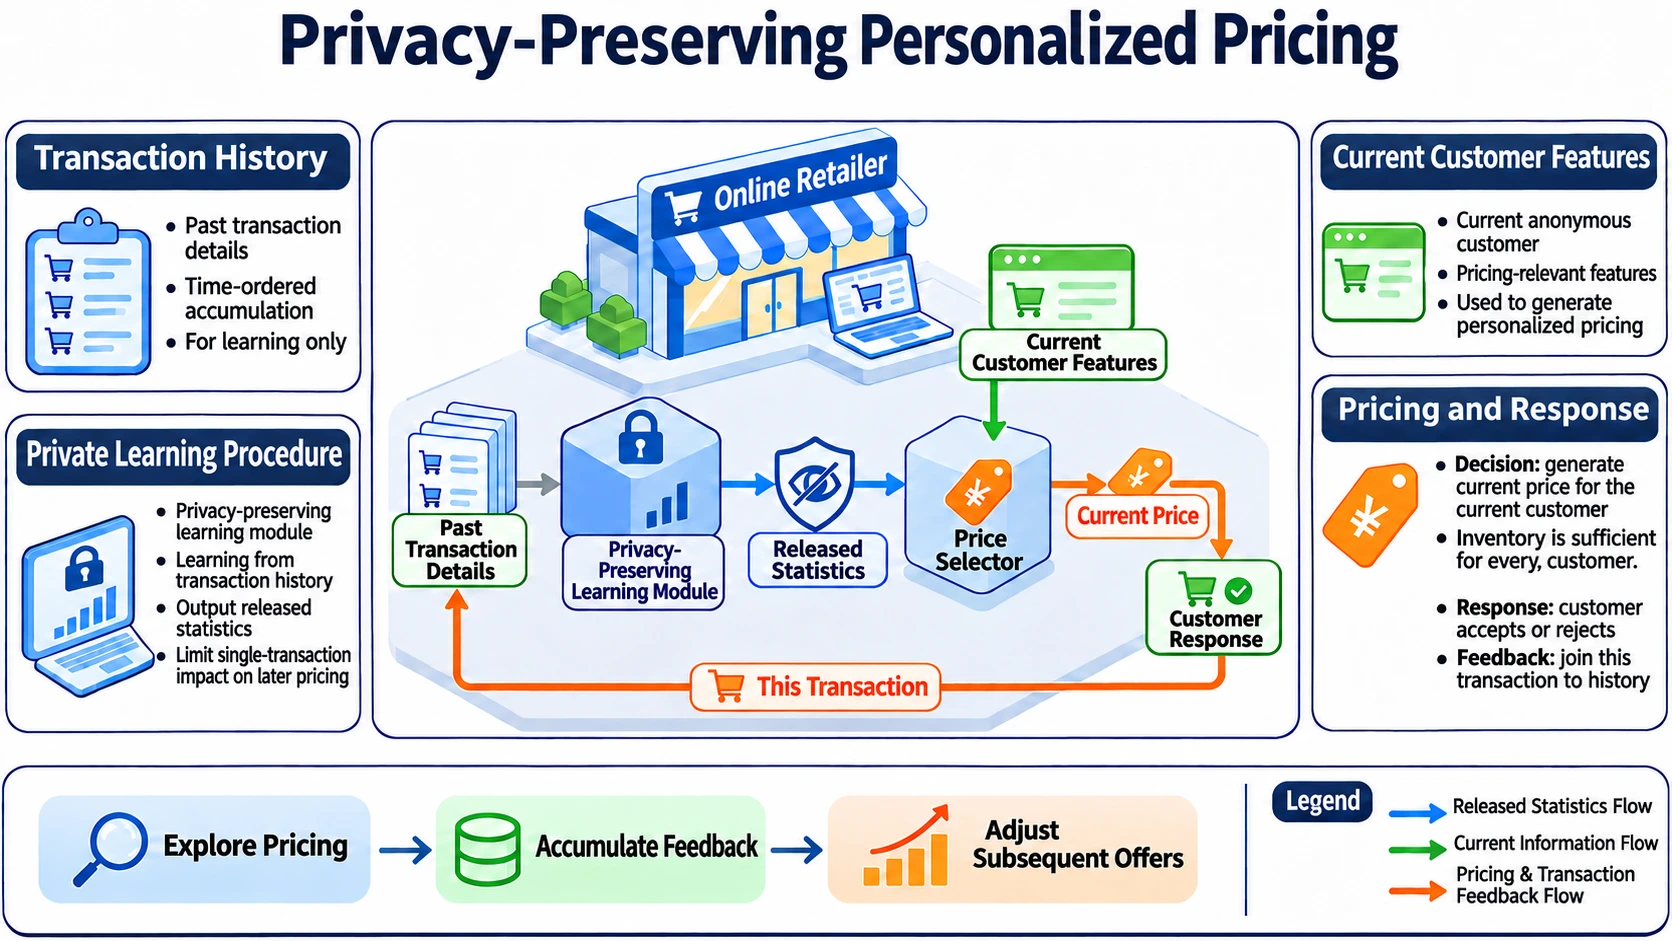 Privacy-Preserving Personalized Pricing
Transaction History
• Past transaction
details
• Time-ordered
accumulation
• For learning only
Private Learning Procedure
• Privacy-preserving
learning module
• Learning from
transaction history
• Output released
statistics
• Limit single-transaction
impact on later pricing
Online Retailer
Current
Customer Features
Past
Transaction
Details
Privacy-
Preserving
Learning Module
Released
Statistics
¥
Price
Selector
¥
Current Price
Customer
Response
This Transaction
Current Customer Features
• Current anonymous
customer
• Pricing-relevant features
• Used to generate
personalized pricing
Pricing and Response
¥
• Decision: generate
current price for the
current customer
• Inventory is sufficient
for every, customer.
• Response: customer
accepts or rejects
• Feedback: join this
transaction to history
Explore Pricing
Accumulate Feedback
Adjust
Subsequent Offers
Legend
Released Statistics Flow
Current Information Flow
Pricing & Transaction
Feedback Flow